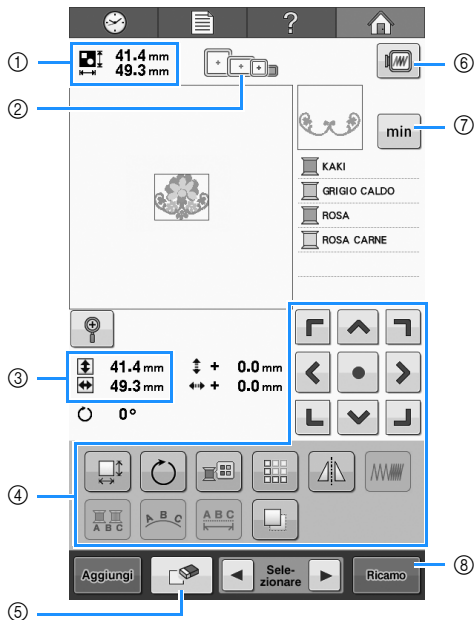 ?
① 41.4 mm
49.3 mm
②
⑥
⑦ min
KAKI
GRIGIO CALDO
ROSA
ROSA CARNE
③ 41.4 mm + 0.0 mm
49.3 mm + 0.0 mm
0°
④
A B C A B C A B C
Aggiungi Sele-
zionare Ricamo ⑧
⑤